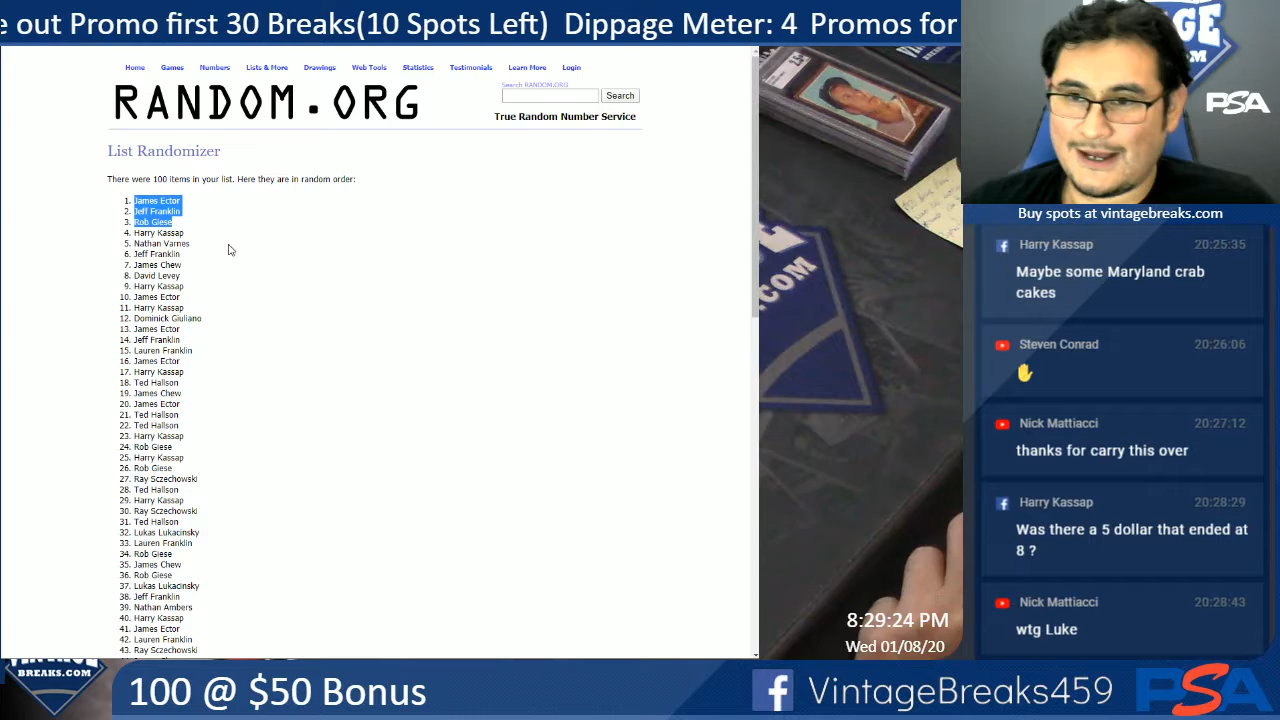 e out Promo first 30 Breaks(10 Spots Left) Dippage Meter: 4 Promos for
Home Games Numbers Lists & More Drawings Web Tools Statistics Testimonials Learn More Login
RANDOM.ORG
Search RANDOM.ORG
Search
True Random Number Service
List Randomizer
There were 100 items in your list. Here they are in random order:
1. James Ector
2. Jeff Franklin
3. Rob Giese
4. Harry Kassap
5. Nathan Varnes
6. Jeff Franklin
7. James Chew
8. David Levey
9. Harry Kassap
10. James Ector
11. Harry Kassap
12. Dominick Giuliano
13. James Ector
14. Jeff Franklin
15. Lauren Franklin
16. James Ector
17. Harry Kassap
18. Ted Hallson
19. James Chew
20. James Ector
21. Ted Hallson
22. Ted Hallson
23. Harry Kassap
24. Rob Giese
25. Harry Kassap
26. Rob Giese
27. Ray Sczechowski
28. Ted Hallson
29. Harry Kassap
30. Ray Sczechowski
31. Ted Hallson
32. Lukas Lukacinsky
33. Lauren Franklin
34. Rob Giese
35. James Chew
36. Rob Giese
37. Lukas Lukacinsky
38. Jeff Franklin
39. Nathan Ambers
40. Harry Kassap
41. James Ector
42. Lauren Franklin
43. Ray Sczechowski
.COM
PSA
Buy spots at vintagebreaks.com
Harry Kassap 20:25:35
Maybe some Maryland crab
cakes
Steven Conrad 20:26:06
✋
Nick Mattiacci 20:27:12
thanks for carry this over
Harry Kassap 20:28:29
Was there a 5 dollar that ended at
8 ?
Nick Mattiacci 20:28:43
wtg Luke
8:29:24 PM
Wed 01/08/20
BREAKS.COM
100 @ $50 Bonus
VintageBreaks459
PSA